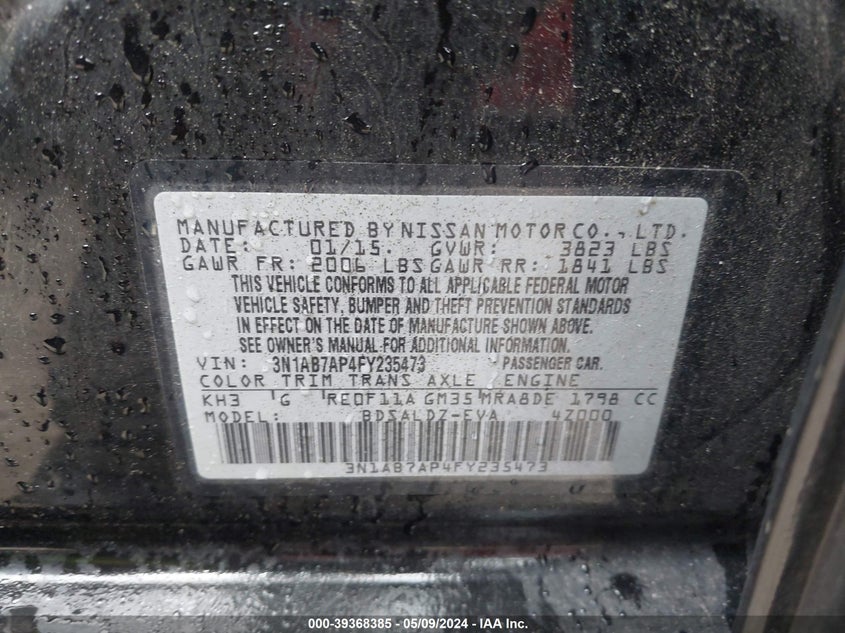 MANUFACTURED BY NISSAN MOTOR CO., LTD.
DATE: 01/15. GVWR: 3823 LBS
GAWR FR: 2006 LBS GAWR RR: 1841 LBS
THIS VEHICLE CONFORMS TO ALL APPLICABLE FEDERAL MOTOR
VEHICLE SAFETY, BUMPER AND THEFT PREVENTION STANDARDS
IN EFFECT ON THE DATE OF MANUFACTURE SHOWN ABOVE.
SEE OWNER'S MANUAL FOR ADDITIONAL INFORMATION.
VIN: 3N1AB7AP4FY235473 PASSENGER CAR.
COLOR TRIM TRANS AXLE ENGINE
KH3 G RE0F11A GM35 MRA8DE 1798 CC
MODEL: BDSALDZ-EVA 4Z000
3N1AB7AP4FY235473
000-39368385 - 05/09/2024 - IAA Inc.